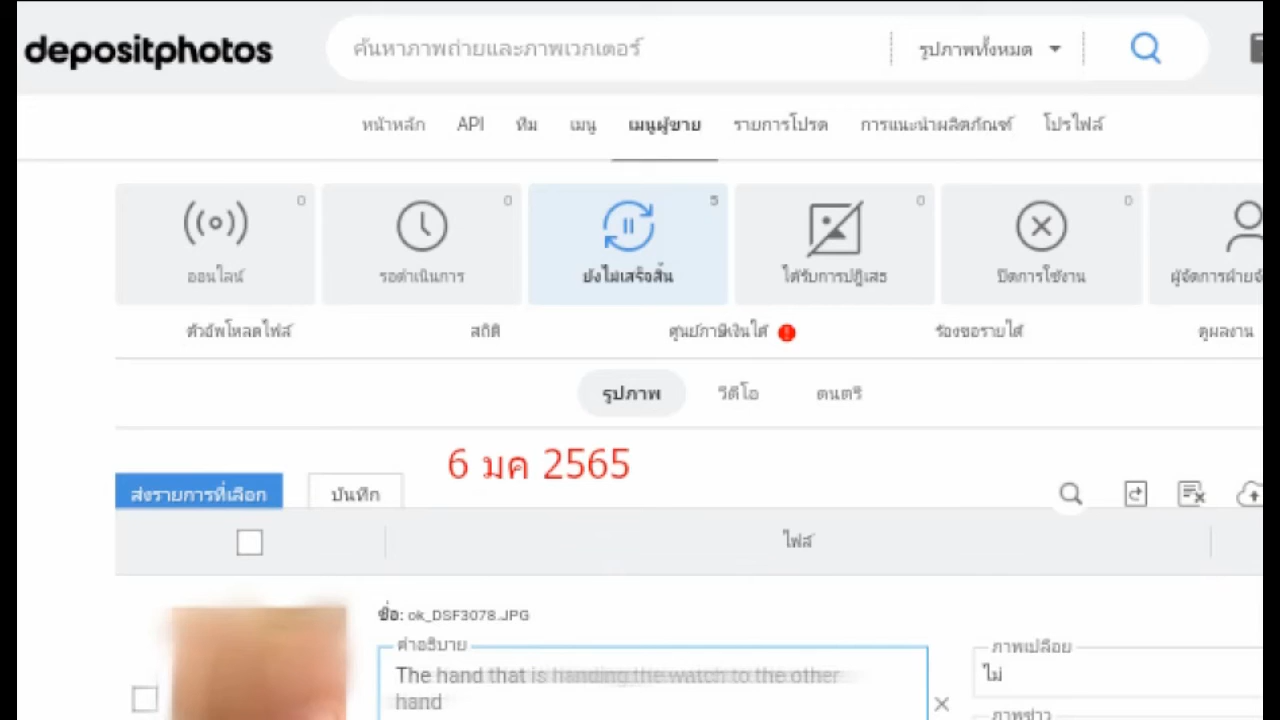 depositphotos ค้นหาภาพถ่ายและภาพเวกเตอร์ รูปภาพทั้งหมด
หน้าหลัก API ทีม เมนู เมนูผู้ขาย รายการโปรด การแนะนำผลิตภัณฑ์ โปรไฟล์
0 0 5 0 0
ออนไลน์ รอดำเนินการ ยังไม่เสร็จสิ้น ได้รับการปฏิเสธ ปิดการใช้งาน
ตัวอัพโหลดไฟล์ สถิติ ศูนย์ภาษีเงินได้ ร้องขอรายได้ ดูผลงาน
รูปภาพ วีดีโอ ดนตรี
6 มค 2565
ส่งรายการที่เลือก บันทึก
ไฟล์
ชื่อ: ok_DSF3078.JPG
คำอธิบาย ภาพเปลือย
The hand that is handing the watch to the other ไม่
hand
ภาพข่าว